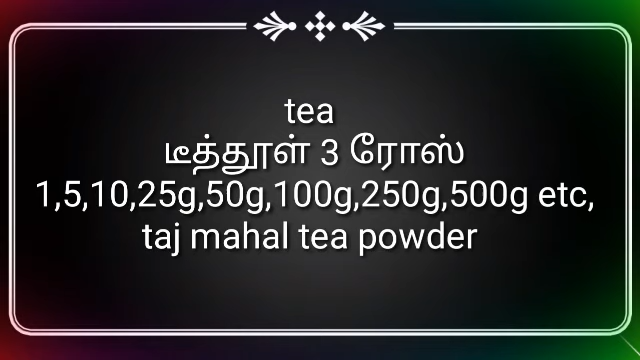 tea
டீத்தூள் 3 ரோஸ்
1,5,10,25g,50g,100g,250g,500g etc,
taj mahal tea powder